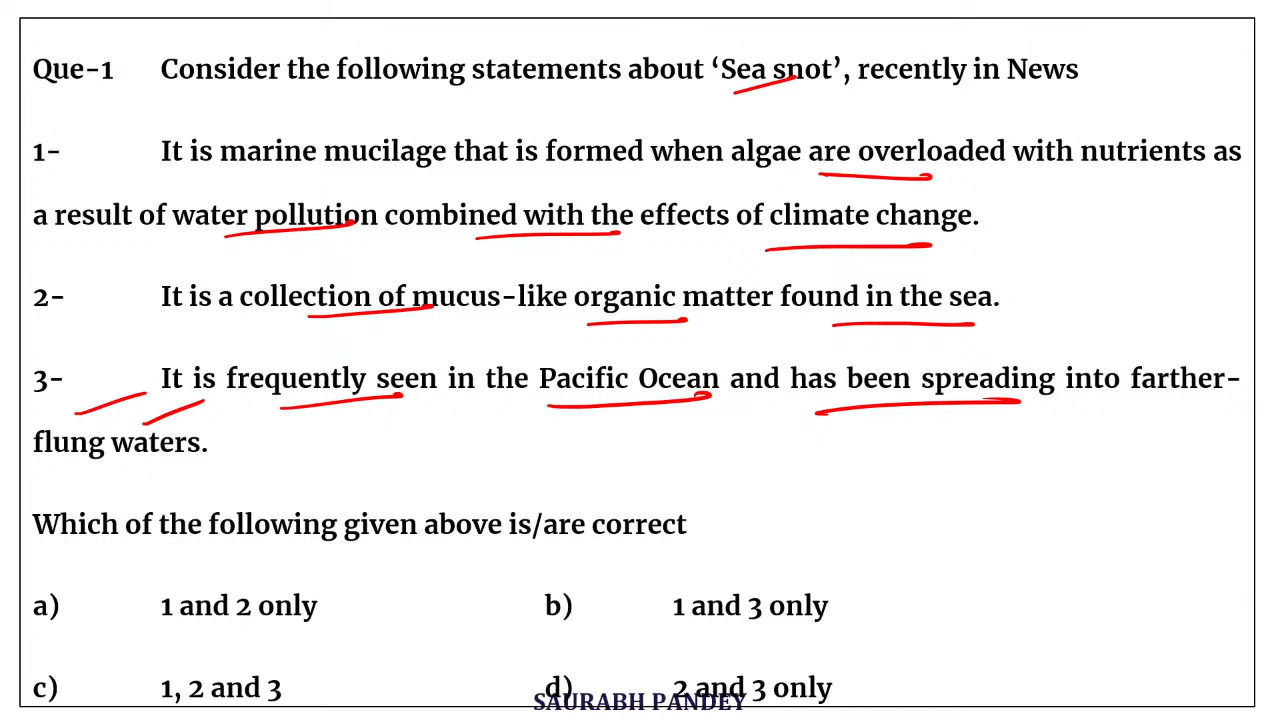 Que-1 Consider the following statements about ‘Sea snot’, recently in News
1- It is marine mucilage that is formed when algae are overloaded with nutrients as
a result of water pollution combined with the effects of climate change.
2- It is a collection of mucus-like organic matter found in the sea.
3- It is frequently seen in the Pacific Ocean and has been spreading into farther-
flung waters.
Which of the following given above is/are correct
a) 1 and 2 only b) 1 and 3 only
c) 1, 2 and 3 d) 2 and 3 only
SAURABH PANDEY